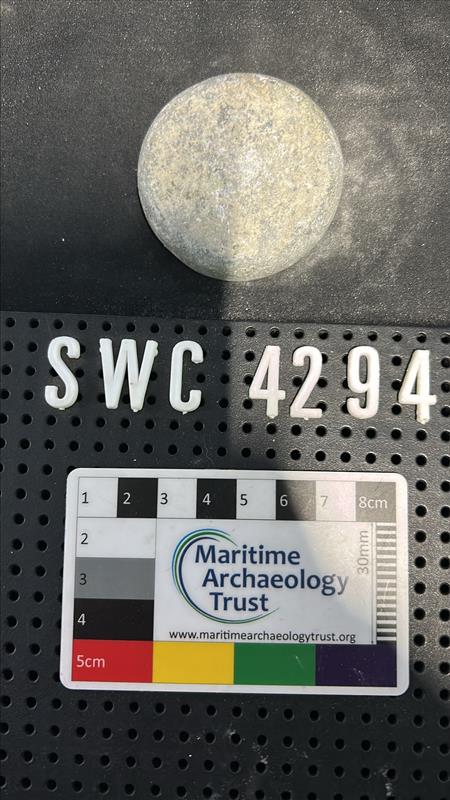 SWC 4294
1 2 3 4 5 6 7 8cm
2
3
4
5cm
Maritime
Archaeology
Trust
www.maritimearchaeologytrust.org
30mm